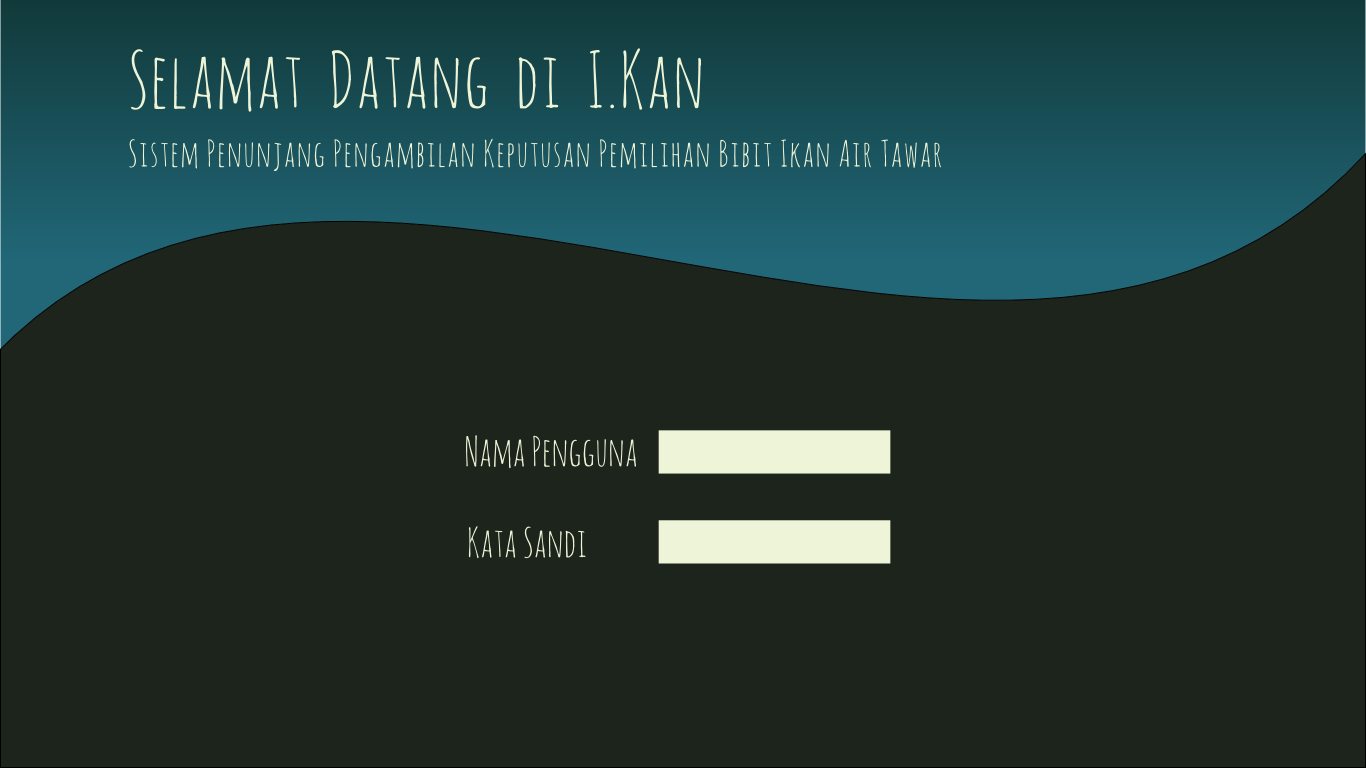 Selamat Datang di I.Kan
Sistem Penunjang Pengambilan Keputusan Pemilihan Bibit Ikan Air Tawar
Nama Pengguna
Kata Sandi